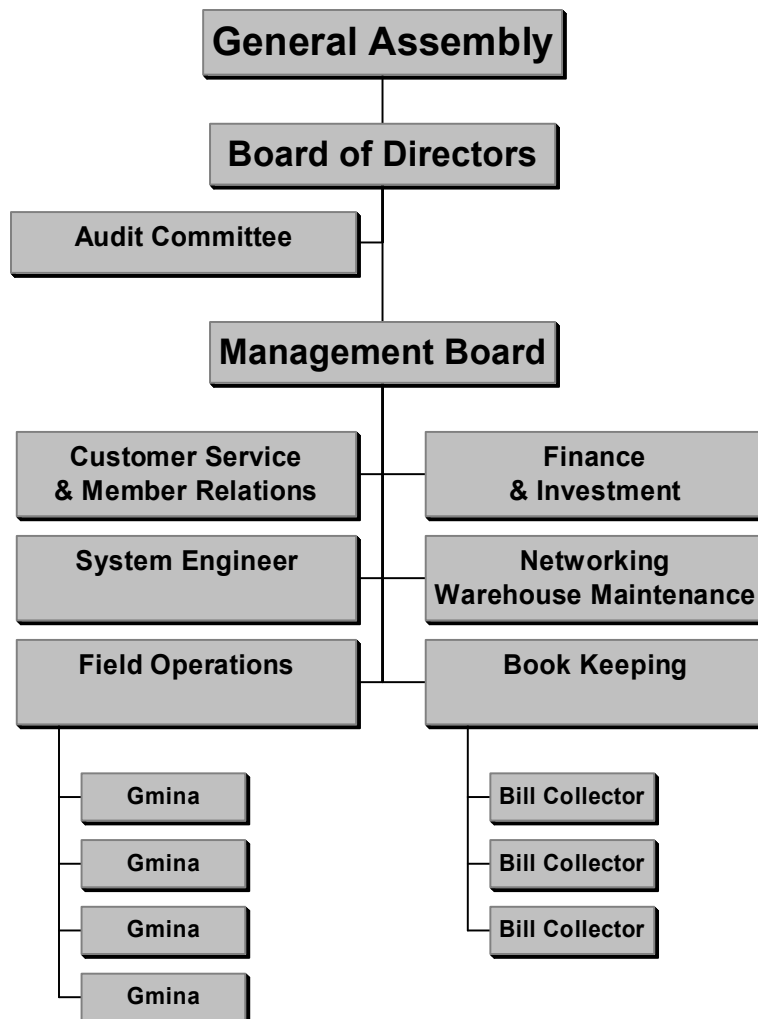 General Assembly
Board of Directors
Audit Committee
Management Board
Customer Service
& Member Relations
Finance
& Investment
System Engineer
Networking
Warehouse Maintenance
Field Operations
Book Keeping
Gmina
Gmina
Gmina
Gmina
Bill Collector
Bill Collector
Bill Collector